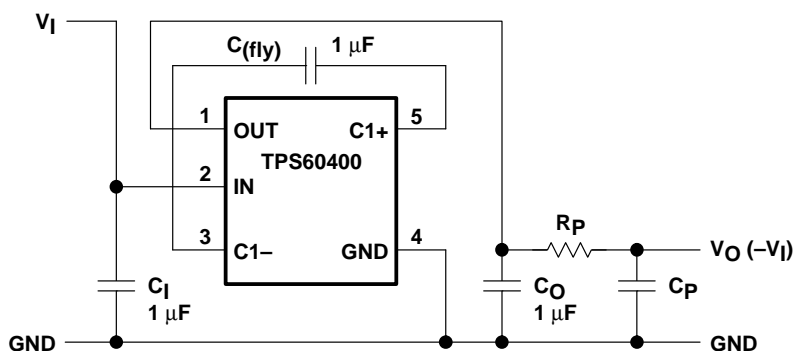 VI
C(fly)
1 μF
1
OUT
C1+
5
TPS60400
2
IN
3
C1–
GND
4
RP
VO (–VI)
CI
1 μF
CO
1 μF
CP
GND
GND